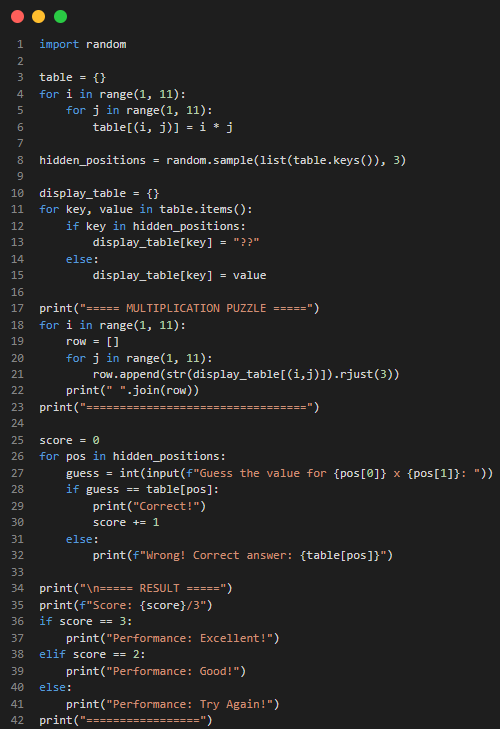 1 import random
2
3 table = {}
4 for i in range(1, 11):
5     for j in range(1, 11):
6         table[(i, j)] = i * j
7
8 hidden_positions = random.sample(list(table.keys()), 3)
9
10 display_table = {}
11 for key, value in table.items():
12     if key in hidden_positions:
13         display_table[key] = "??"
14     else:
15         display_table[key] = value
16
17 print("===== MULTIPLICATION PUZZLE =====")
18 for i in range(1, 11):
19     row = []
20     for j in range(1, 11):
21         row.append(str(display_table[(i,j)]).rjust(3))
22     print(" ".join(row))
23 print("=================================")
24
25 score = 0
26 for pos in hidden_positions:
27     guess = int(input(f"Guess the value for {pos[0]} x {pos[1]}: "))
28     if guess == table[pos]:
29         print("Correct!")
30         score += 1
31     else:
32         print(f"Wrong! Correct answer: {table[pos]}")
33
34 print("\n===== RESULT =====")
35 print(f"Score: {score}/3")
36 if score == 3:
37     print("Performance: Excellent!")
38 elif score == 2:
39     print("Performance: Good!")
40 else:
41     print("Performance: Try Again!")
42 print("=================")